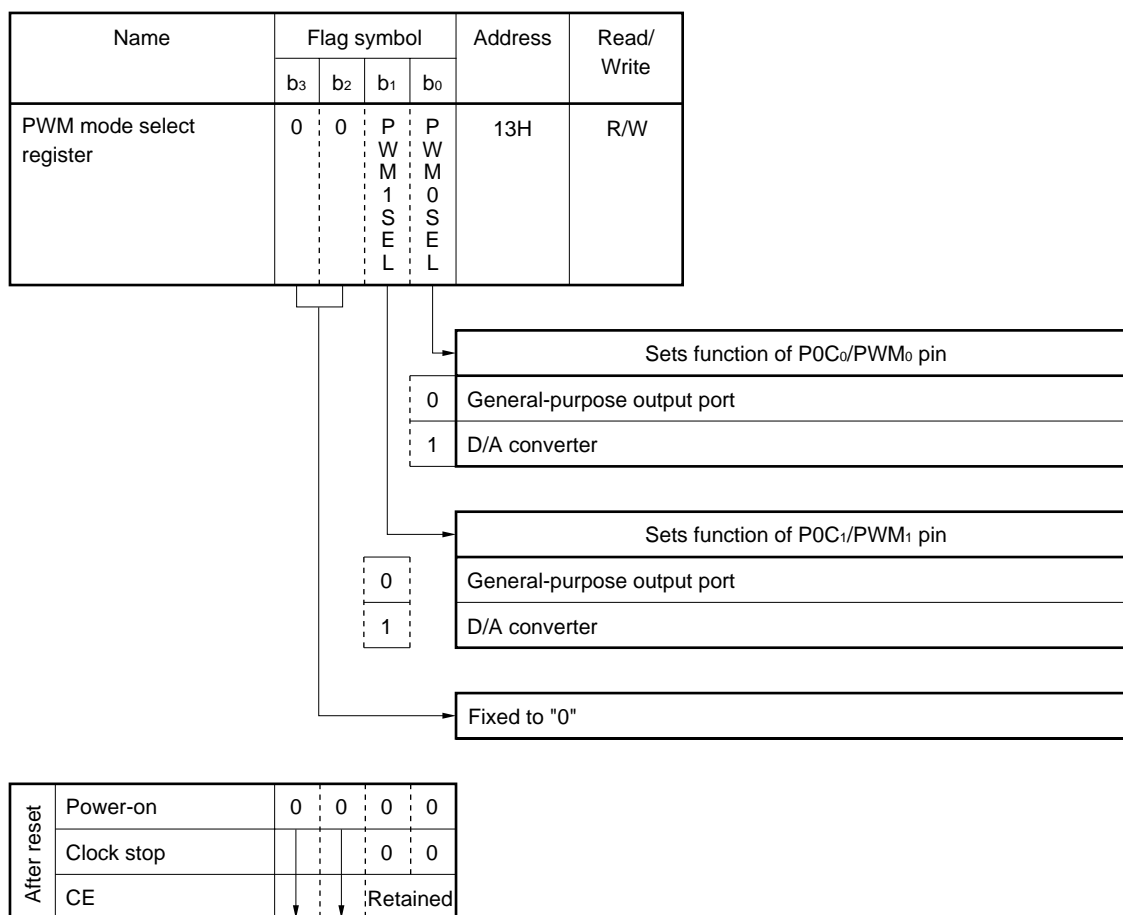 Name Flag symbol Address Read/
Write
b3 b2 b1 b0
PWM mode select
register
0 0 PWM1SEL PWM0SEL 13H R/W
Sets function of P0C0/PWM0 pin
0 General-purpose output port
1 D/A converter
Sets function of P0C1/PWM1 pin
0 General-purpose output port
1 D/A converter
Fixed to "0"
After reset
Power-on 0 0 0 0
Clock stop 0 0
CE Retained